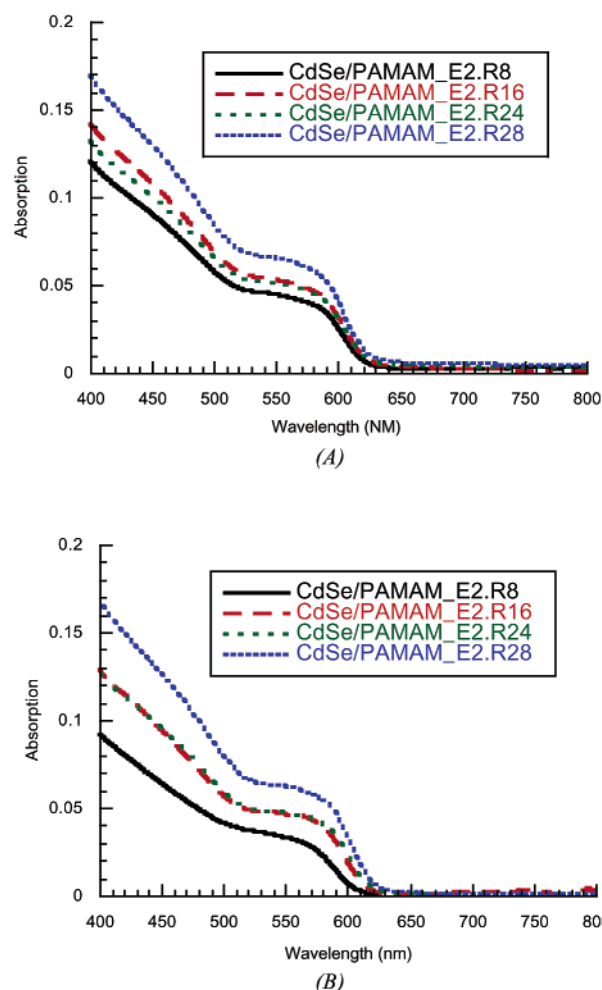 0.2
CdSe/PAMAM_E2.R8
CdSe/PAMAM_E2.R16
CdSe/PAMAM_E2.R24
CdSe/PAMAM_E2.R28
0.15
0.1
0.05
0
Absorption
400 450 500 550 600 650 700 750 800
Wavelength (NM)
(A)
0.2
CdSe/PAMAM_E2.R8
CdSe/PAMAM_E2.R16
CdSe/PAMAM_E2.R24
CdSe/PAMAM_E2.R28
0.15
0.1
0.05
0
Absorption
400 450 500 550 600 650 700 750 80
Wavelength (nm)
(B)